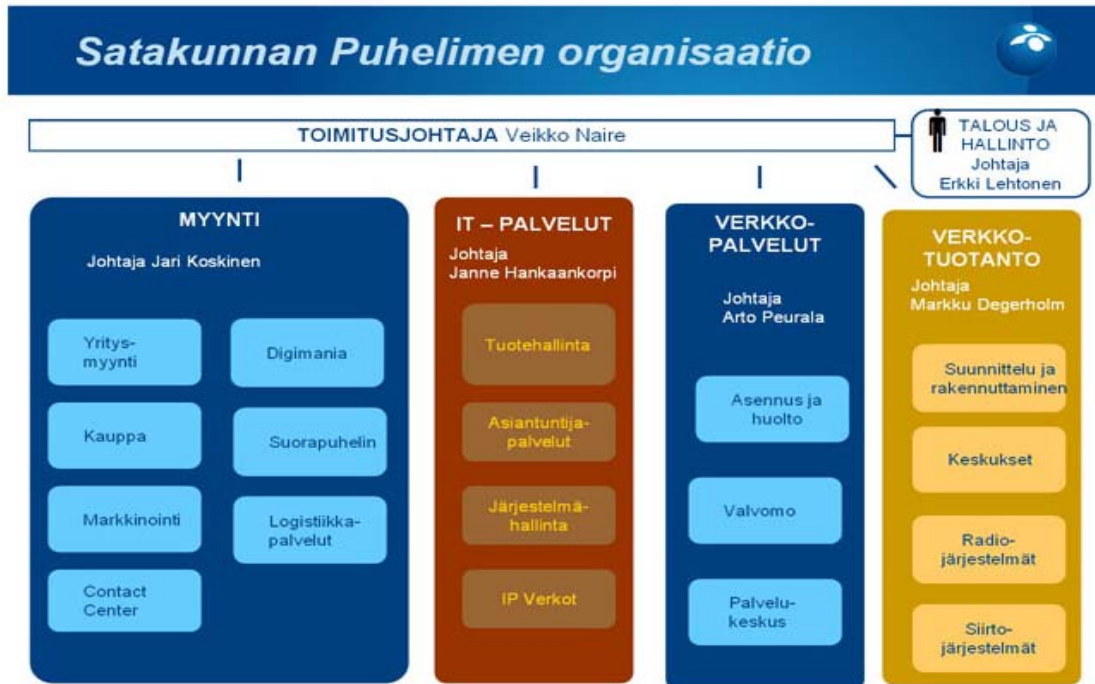 Satakunnan Puhelimen organisaatio
TOIMITUSJOHTAJA Veikko Naire
TALOUS JA
HALLINTO
Johtaja
Erkki Lehtonen
MYYNTI
Johtaja Jari Koskinen
Yritys-
myynti
Kauppa
Markkinointi
Contact
Center
Digimania
Suorapuhelin
Logistiikka-
palvelut
IT – PALVELUT
Johtaja
Janne Hankaankorpi
Tuotehallinta
Asiantuntija-
palvelut
Järjestelmä-
hallinta
IP Verkot
VERKKO-
PALVELUT
Johtaja
Arto Peurala
Asennus ja
huolto
Valvomo
Palvelu-
keskus
VERKKO-
TUOTANTO
Johtaja
Markku Degerholm
Suunnittelu ja
rakennuttaminen
Keskukset
Radio-
järjestelmät
Siirto-
järjestelmät